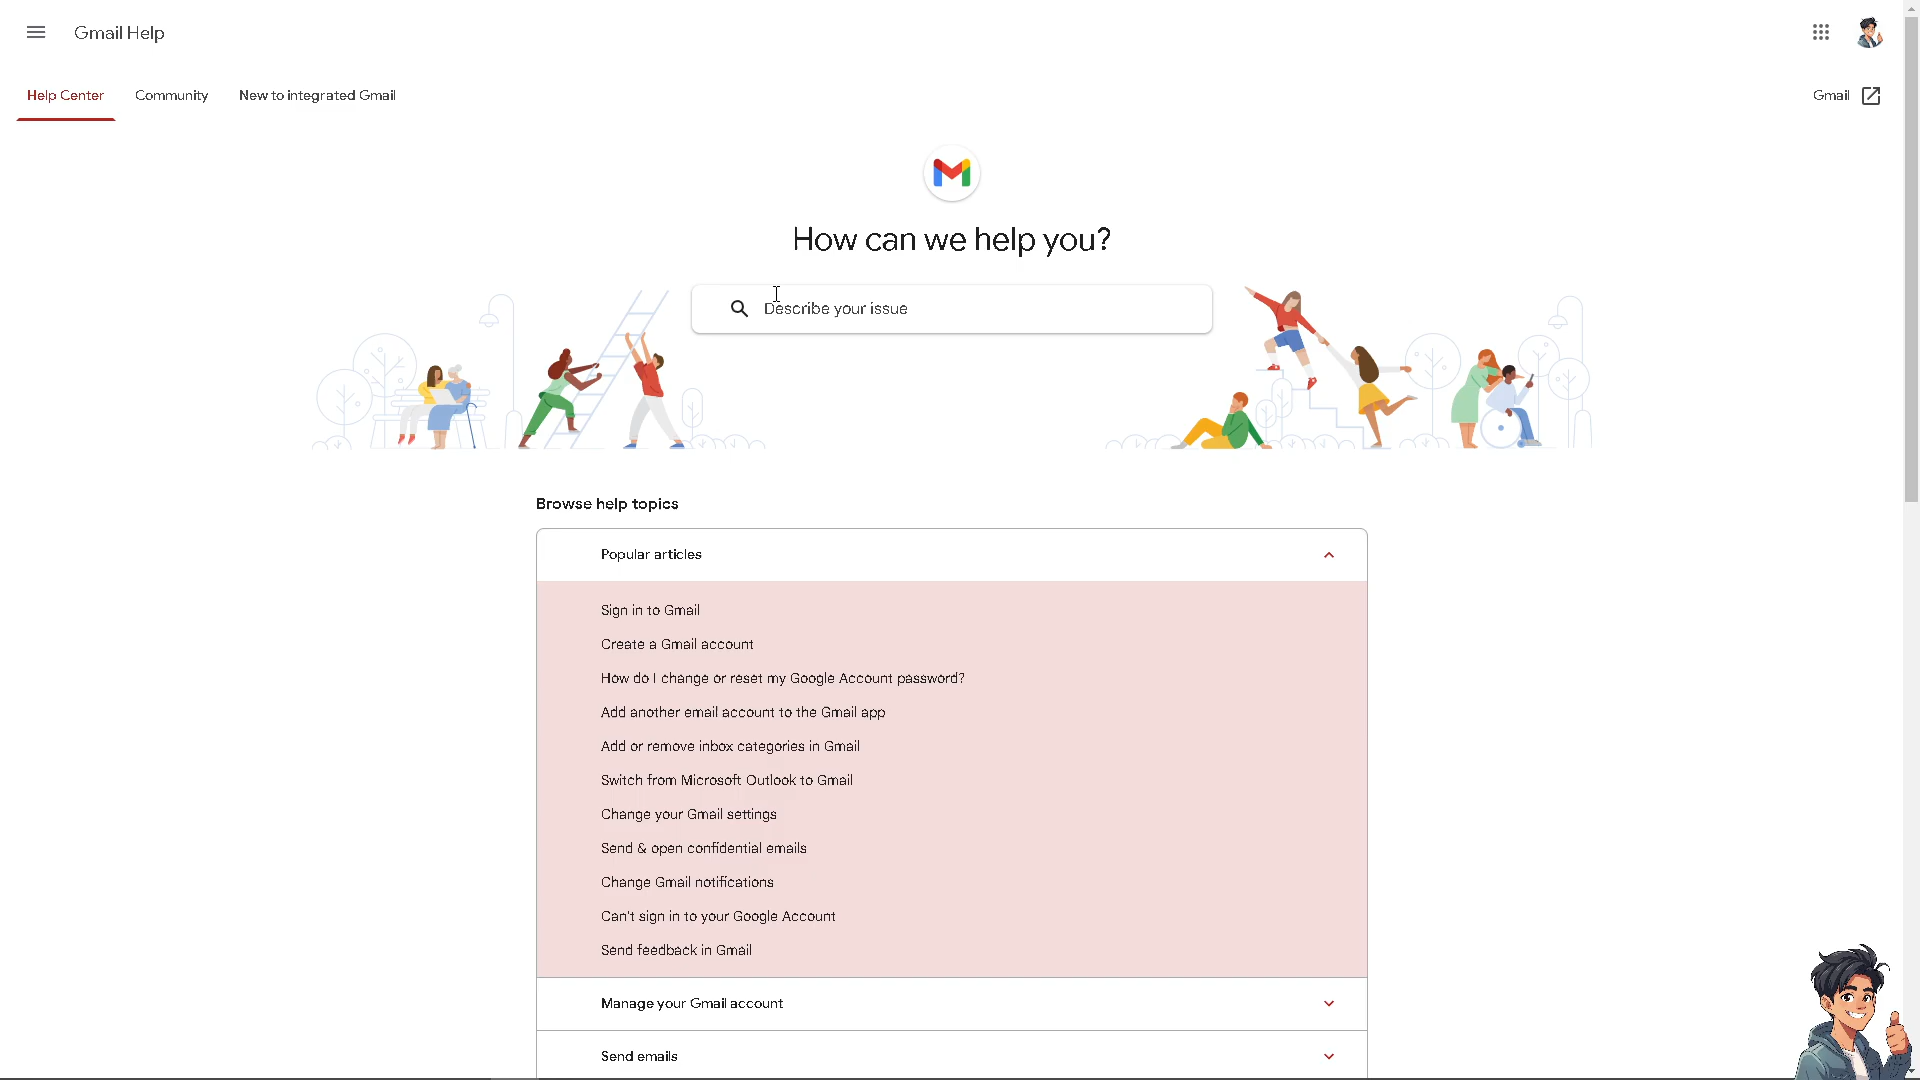 Gmail Help
Help Center
Community
New to integrated Gmail
Gmail
How can we help you?
Describe your issue
Browse help topics
Popular articles
Sign in to Gmail
Create a Gmail account
How do I change or reset my Google Account password?
Add another email account to the Gmail app
Add or remove inbox categories in Gmail
Switch from Microsoft Outlook to Gmail
Change your Gmail settings
Send & open confidential emails
Change Gmail notifications
Can't sign in to your Google Account
Send feedback in Gmail
Manage your Gmail account
Send emails